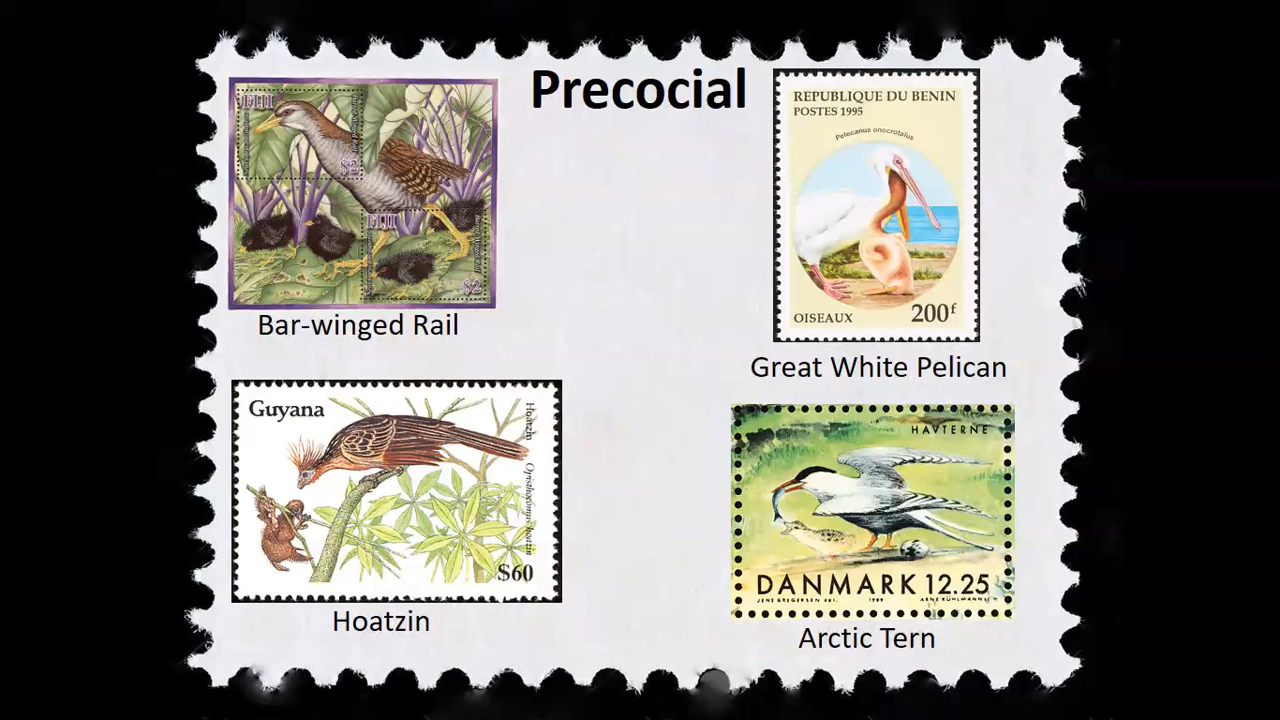 Precocial
FIJI
$2
FIJI
$2
Bar-winged Rail
REPUBLIQUE DU BENIN
POSTES 1995
Pelecanus onocrotalus
OISEAUX
200f
Great White Pelican
Guyana
Hoatzin Opisthocomus hoatzin
$60
Hoatzin
HAVTERNE
DANMARK 12.25
1989
Arctic Tern